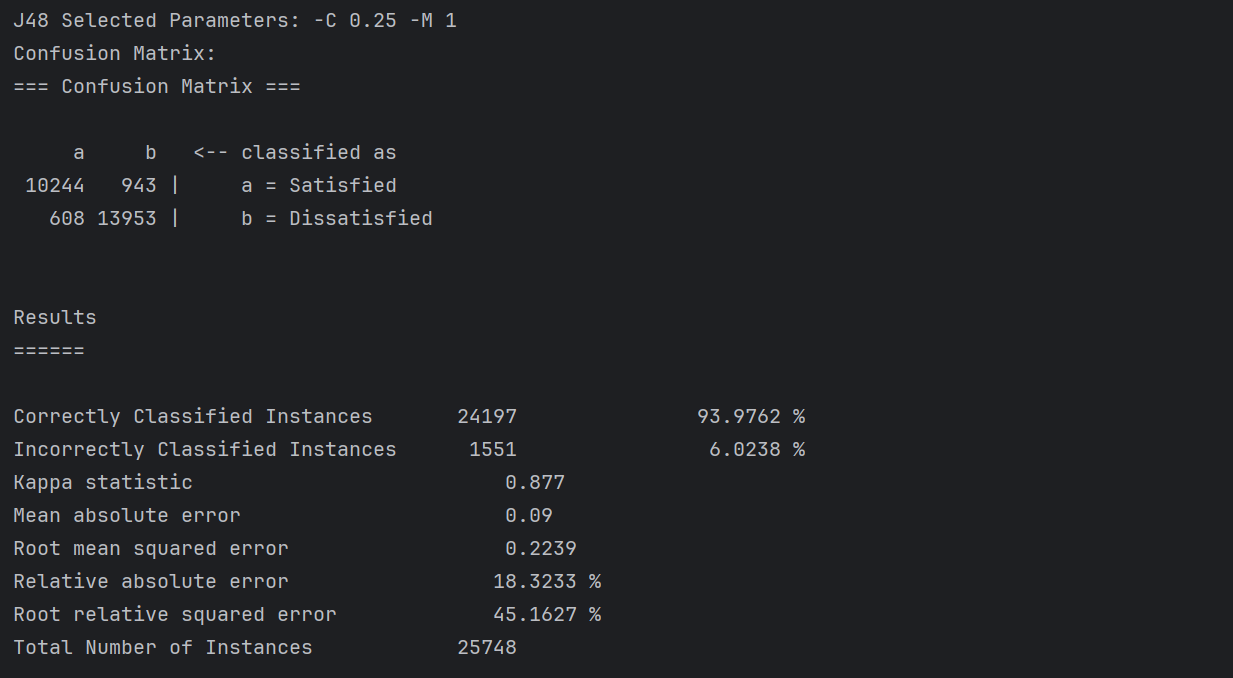 J48 Selected Parameters: -C 0.25 -M 1
Confusion Matrix:
=== Confusion Matrix ===
a b <-- classified as
10244 943 | a = Satisfied
608 13953 | b = Dissatisfied
Results
======
Correctly Classified Instances 24197 93.9762 %
Incorrectly Classified Instances 1551 6.0238 %
Kappa statistic 0.877
Mean absolute error 0.09
Root mean squared error 0.2239
Relative absolute error 18.3233 %
Root relative squared error 45.1627 %
Total Number of Instances 25748